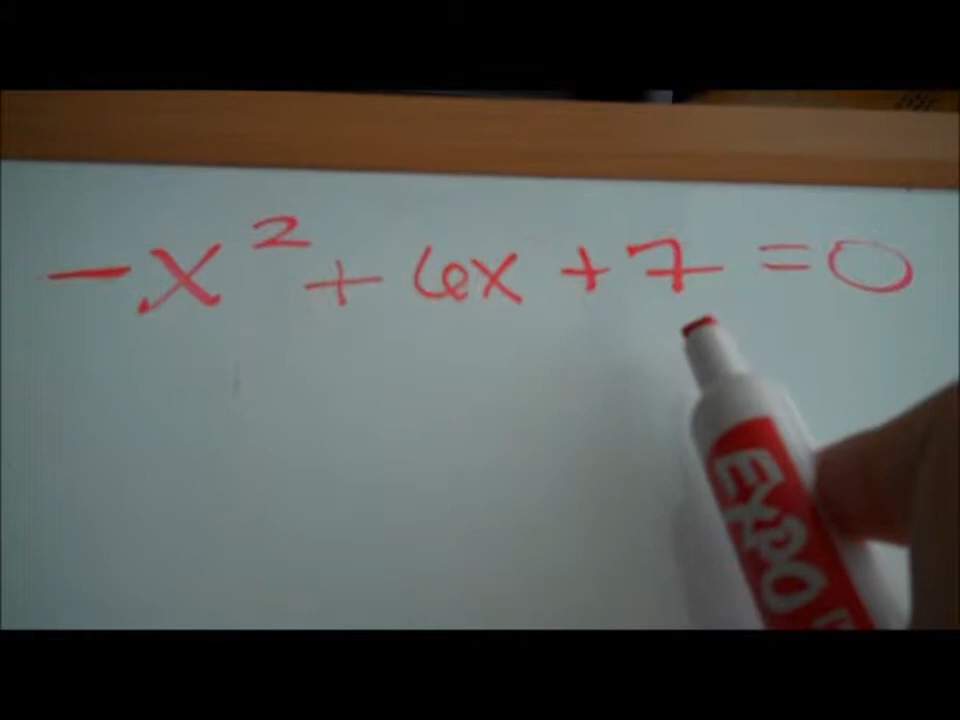 -x² + 6x + 7 = 0
EXPO